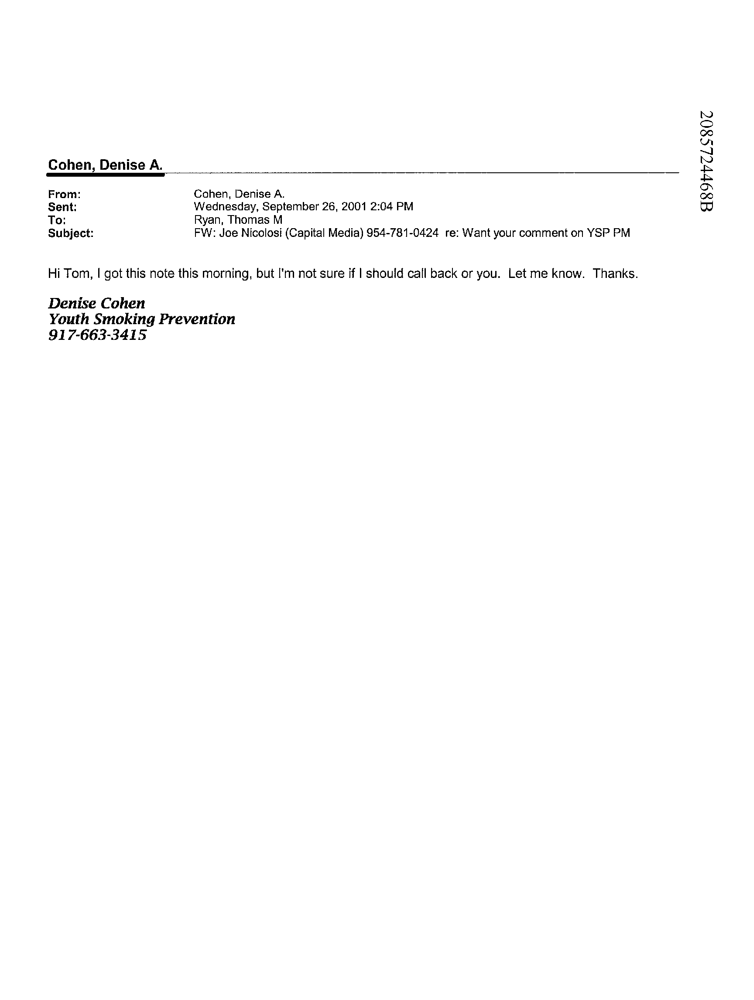 2085724468B
Cohen, Denise A.
From: Cohen, Denise A.
Sent: Wednesday, September 26, 2001 2:04 PM
To: Ryan, Thomas M
Subject: FW: Joe Nicolosi (Capital Media) 954-781-0424 re: Want your comment on YSP PM
Hi Tom, I got this note this morning, but I'm not sure if I should call back or you. Let me know. Thanks.
Denise Cohen
Youth Smoking Prevention
917-663-3415